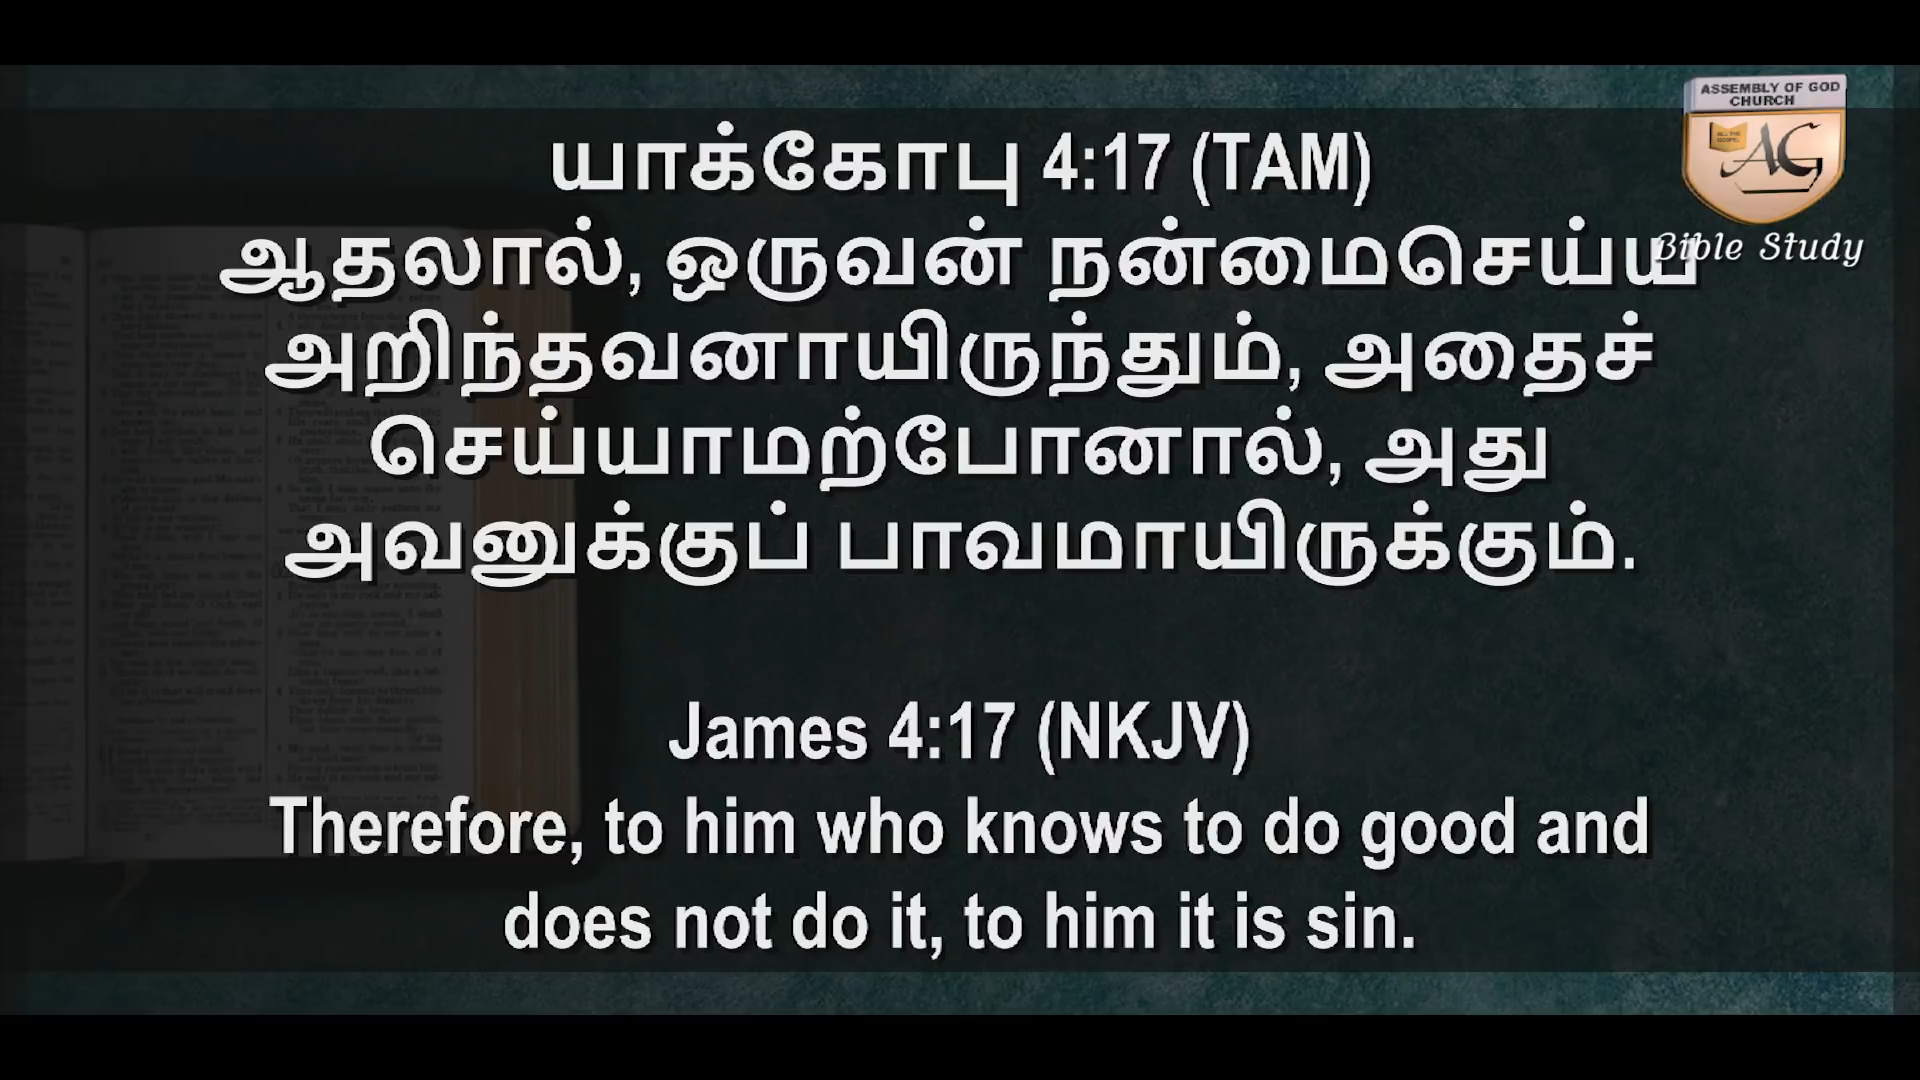 யாக்கோபு 4:17 (TAM)
ஆதலால், ஒருவன் நன்மைசெய்ய
அறிந்தவனாயிருந்தும், அதைச்
செய்யாமற்போனால், அது
அவனுக்குப் பாவமாயிருக்கும்.
James 4:17 (NKJV)
Therefore, to him who knows to do good and
does not do it, to him it is sin.
ASSEMBLY OF GOD
CHURCH
AG
Bible Study